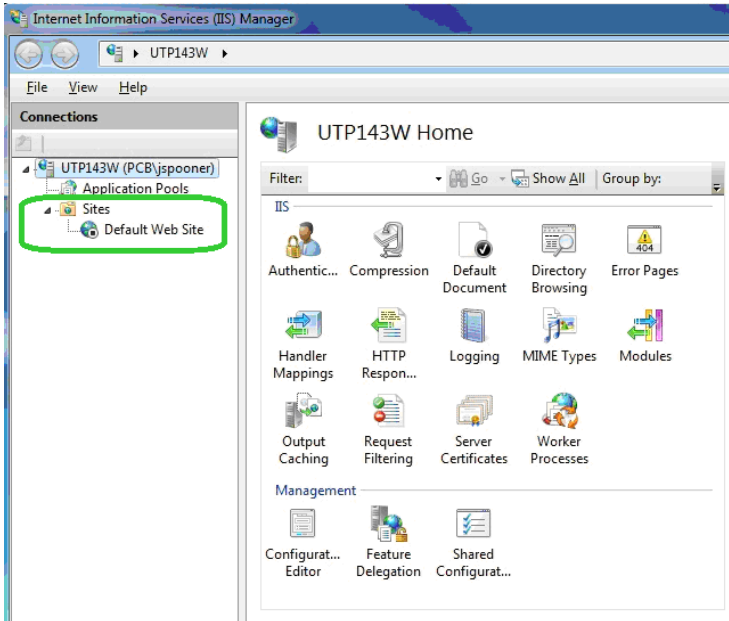 Internet Information Services (IIS) Manager
UTP143W
File View Help
Connections
UTP143W (PCB\jspooner)
Application Pools
Sites
Default Web Site
UTP143W Home
Filter: Go Show All Group by:
IIS
Authentic... Compression Default Document Directory Browsing Error Pages
404
Handler Mappings HTTP Respon... Logging MIME Types Modules
Output Caching Request Filtering Server Certificates Worker Processes
Management
Configurat... Editor Feature Delegation Shared Configurat...